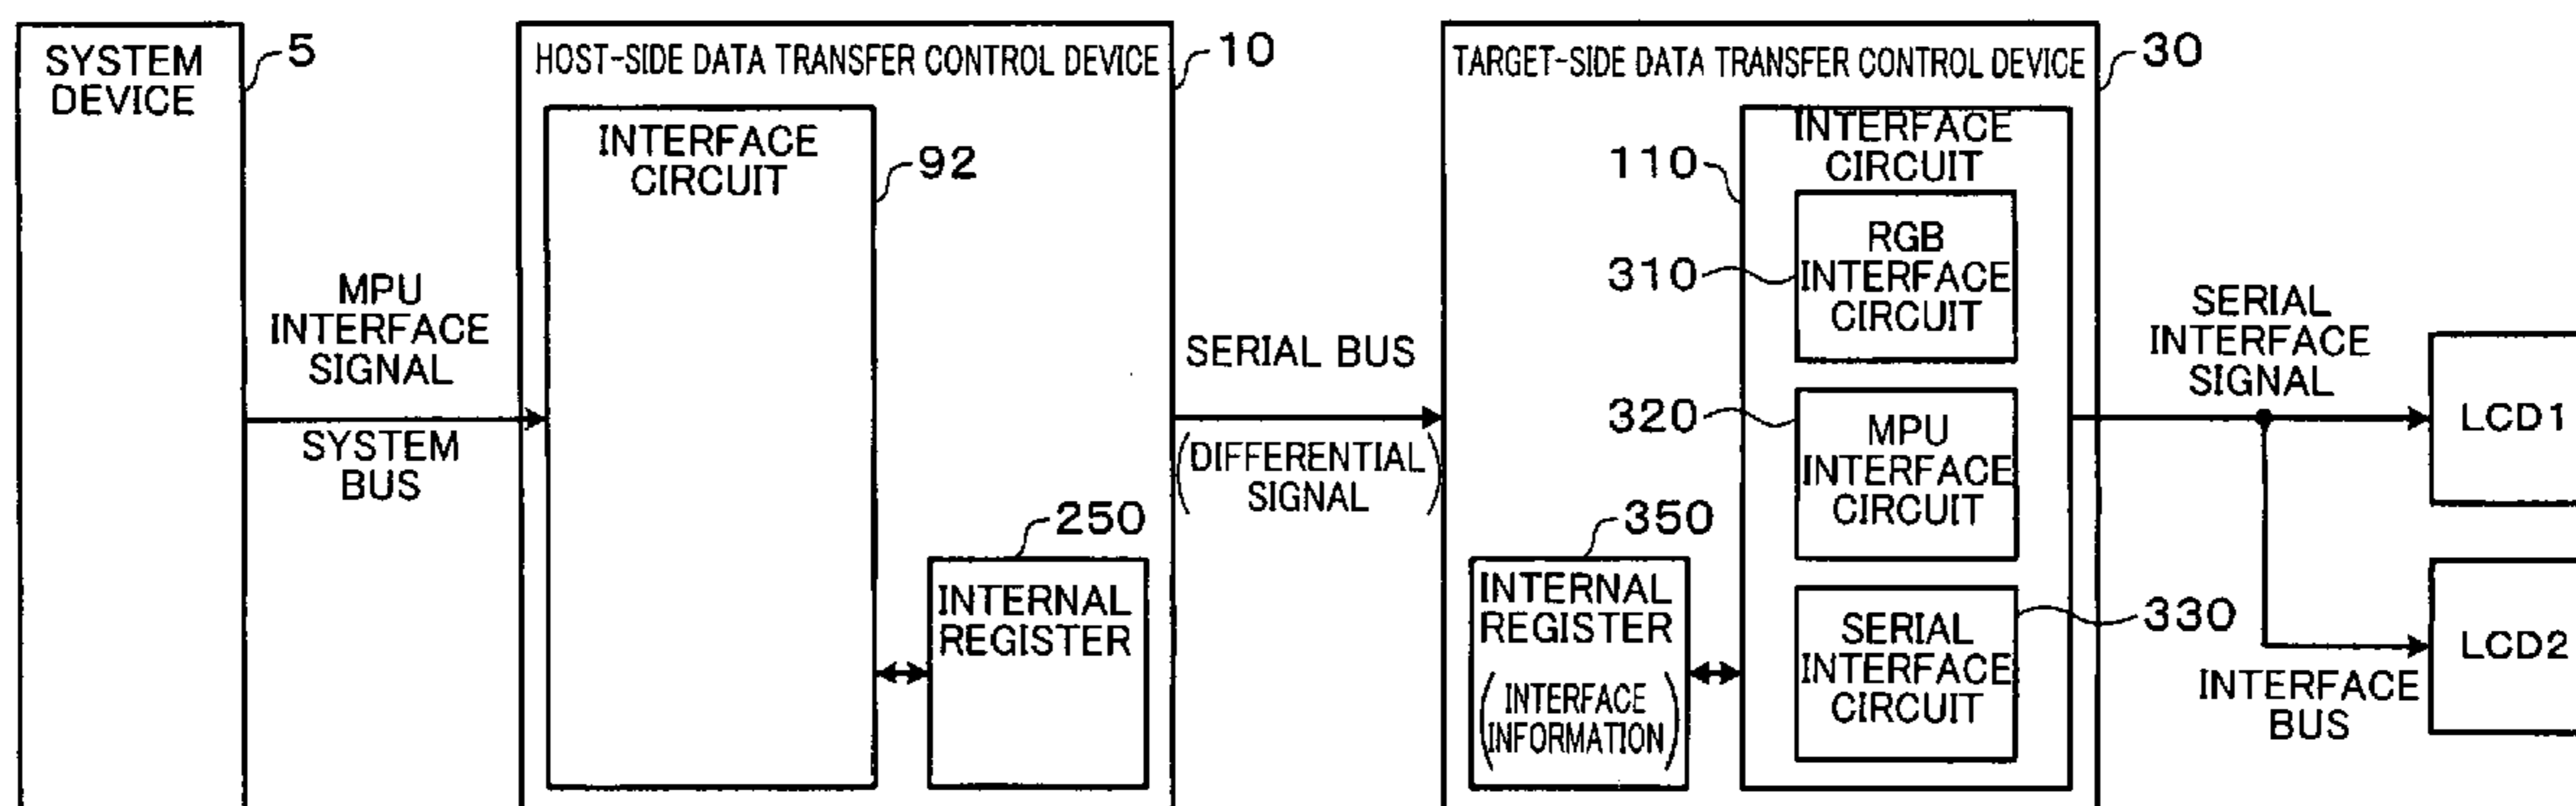 SYSTEM
DEVICE
5
MPU
INTERFACE
SIGNAL
SYSTEM
BUS
HOST-SIDE DATA TRANSFER CONTROL DEVICE
10
INTERFACE
CIRCUIT
92
250
INTERNAL
REGISTER
SERIAL BUS
(DIFFERENTIAL
SIGNAL)
TARGET-SIDE DATA TRANSFER CONTROL DEVICE
30
INTERFACE
CIRCUIT
110
RGB
INTERFACE
CIRCUIT
310
MPU
INTERFACE
CIRCUIT
320
SERIAL
INTERFACE
CIRCUIT
330
350
INTERNAL
REGISTER
(INTERFACE
INFORMATION)
SERIAL
INTERFACE
SIGNAL
INTERFACE
BUS
LCD1
LCD2